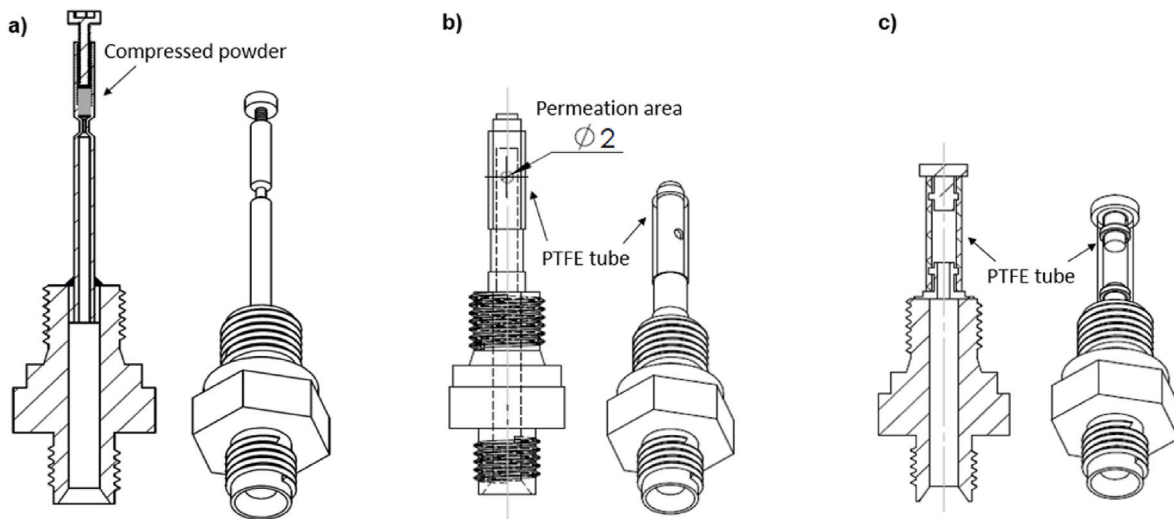 a)
Compressed powder
b)
Permeation area
∅ 2
PTFE tube
c)
PTFE tube